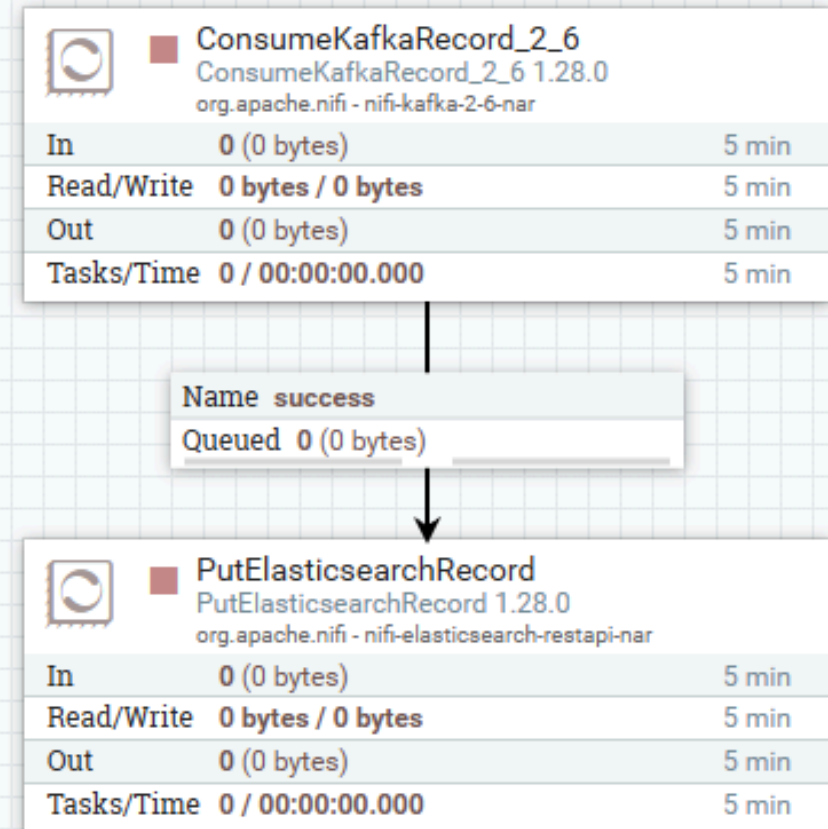 ConsumeKafkaRecord_2_6
ConsumeKafkaRecord_2_6 1.28.0
org.apache.nifi - nifi-kafka-2-6-nar
In 0 (0 bytes) 5 min
Read/Write 0 bytes / 0 bytes 5 min
Out 0 (0 bytes) 5 min
Tasks/Time 0 / 00:00:00.000 5 min
Name success
Queued 0 (0 bytes)
PutElasticsearchRecord
PutElasticsearchRecord 1.28.0
org.apache.nifi - nifi-elasticsearch-restapi-nar
In 0 (0 bytes) 5 min
Read/Write 0 bytes / 0 bytes 5 min
Out 0 (0 bytes) 5 min
Tasks/Time 0 / 00:00:00.000 5 min